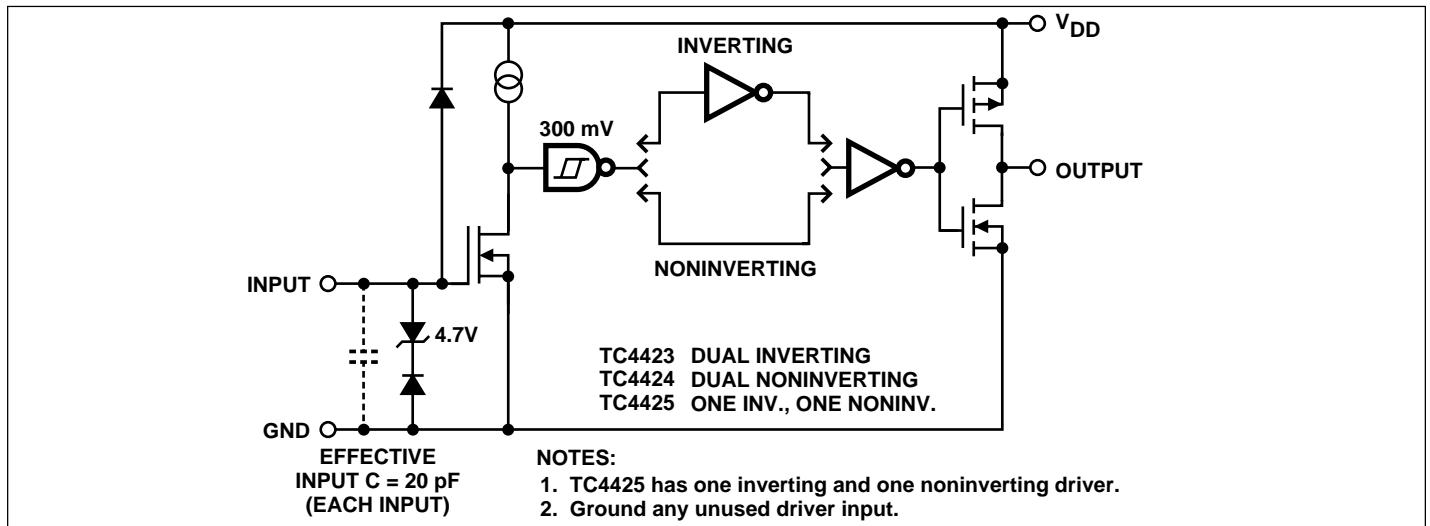 VDD
INVERTING
300 mV
OUTPUT
NONINVERTING
INPUT
4.7V
TC4423 DUAL INVERTING
TC4424 DUAL NONINVERTING
TC4425 ONE INV., ONE NONINV.
GND
EFFECTIVE
INPUT C = 20 pF
(EACH INPUT)
NOTES:
1. TC4425 has one inverting and one noninverting driver.
2. Ground any unused driver input.